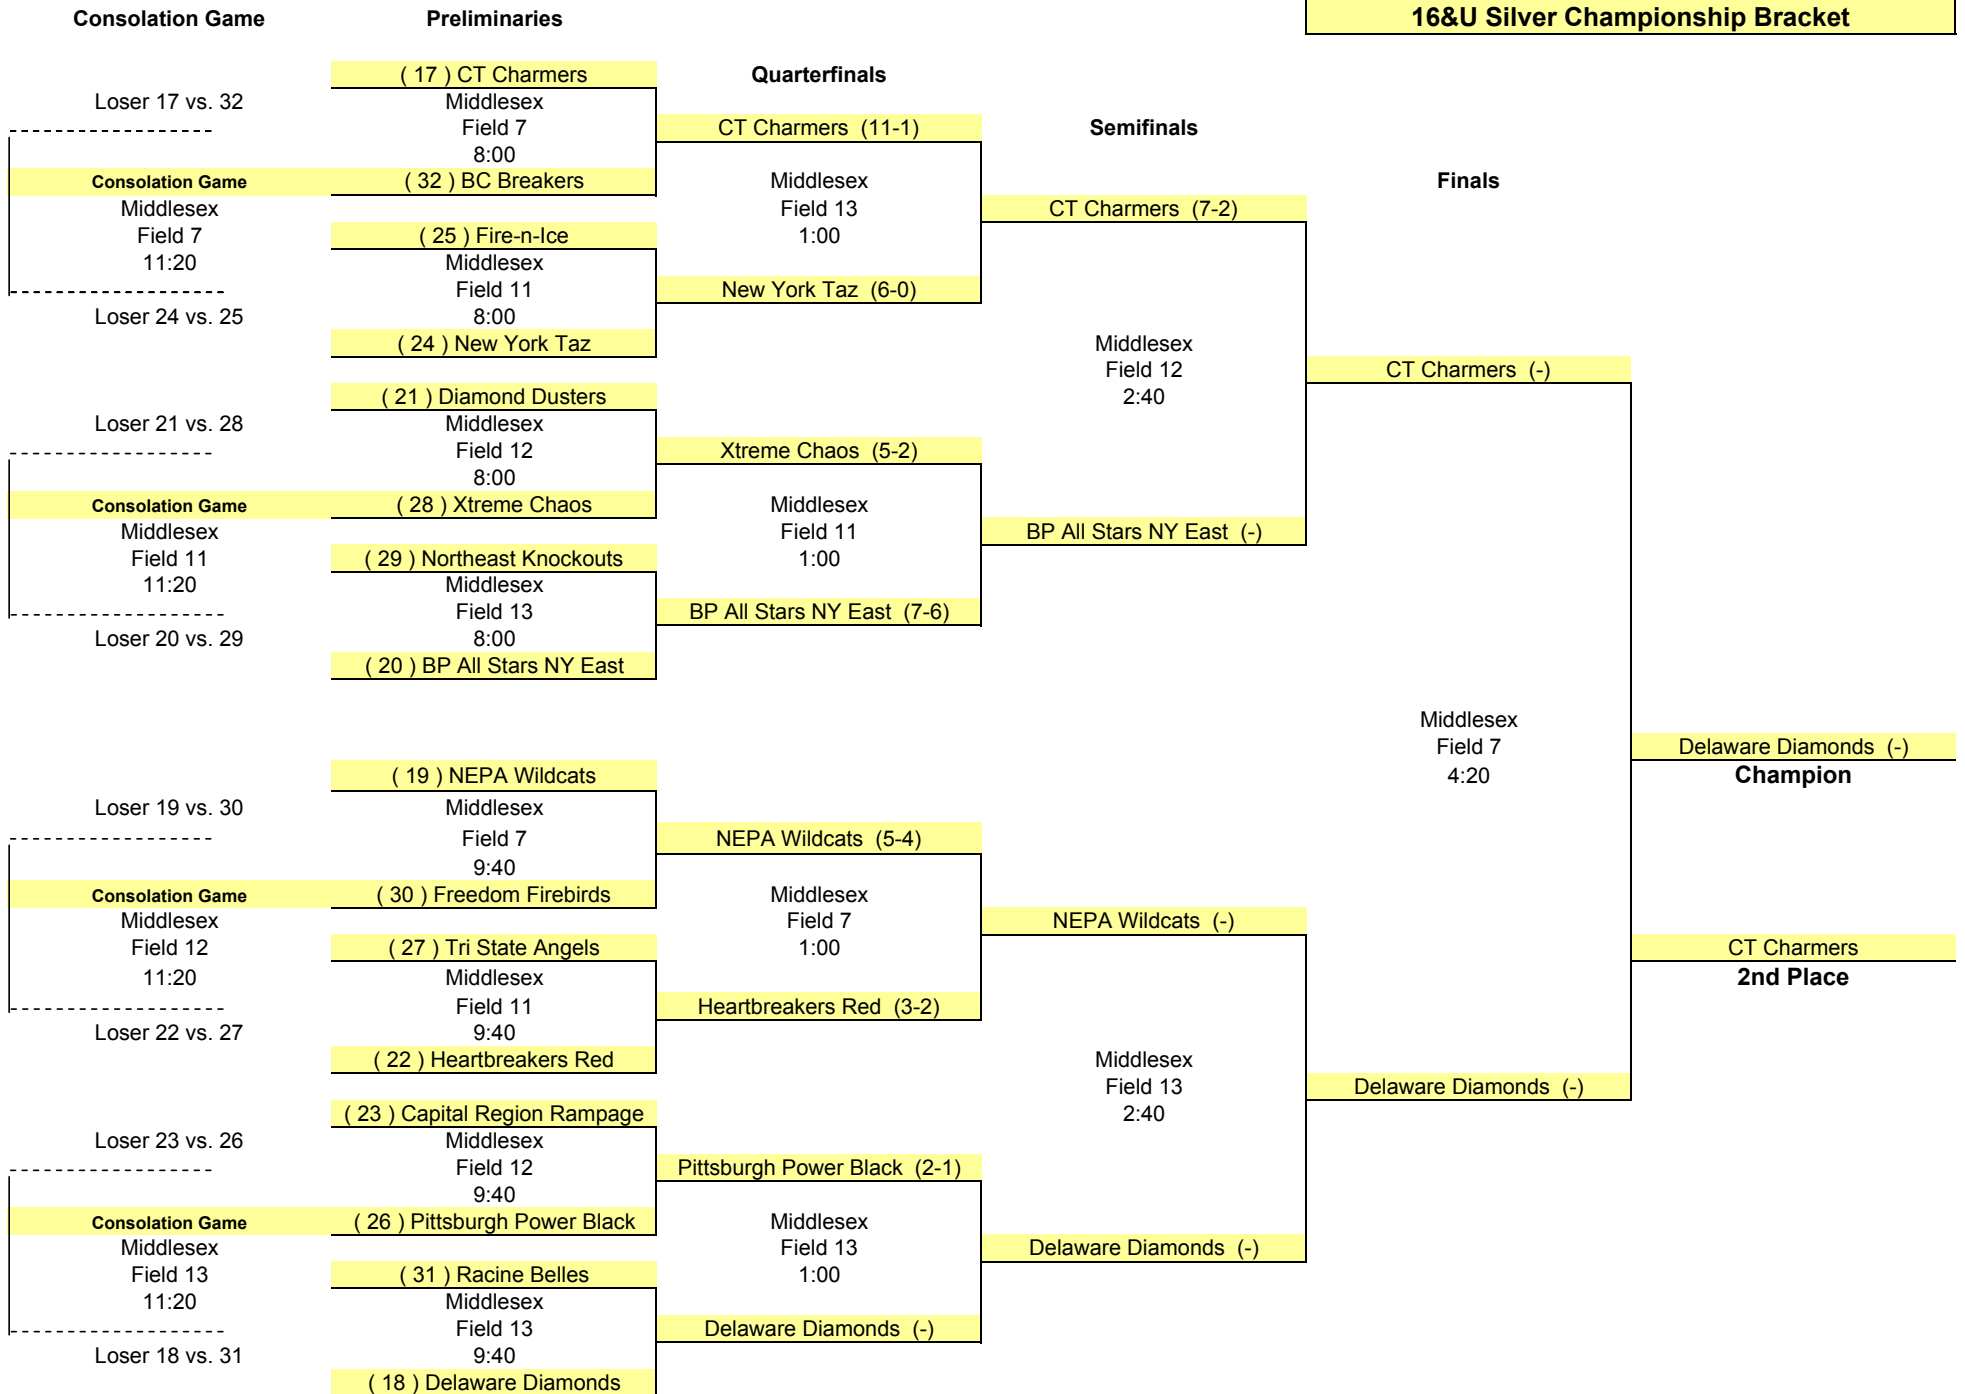 16&U Silver Championship Bracket
Consolation Game
Preliminaries
Quarterfinals
Semifinals
Finals
Loser 17 vs. 32
Consolation Game
Middlesex
Field 7
11:20
Loser 24 vs. 25
Loser 21 vs. 28
Consolation Game
Middlesex
Field 11
11:20
Loser 20 vs. 29
Loser 19 vs. 30
Consolation Game
Middlesex
Field 12
11:20
Loser 22 vs. 27
Loser 23 vs. 26
Consolation Game
Middlesex
Field 13
11:20
Loser 18 vs. 31
( 17 ) CT Charmers
Middlesex
Field 7
8:00
( 32 ) BC Breakers
( 25 ) Fire-n-Ice
Middlesex
Field 11
8:00
( 24 ) New York Taz
( 21 ) Diamond Dusters
Middlesex
Field 12
8:00
( 28 ) Xtreme Chaos
( 29 ) Northeast Knockouts
Middlesex
Field 13
8:00
( 20 ) BP All Stars NY East
( 19 ) NEPA Wildcats
Middlesex
Field 7
9:40
( 30 ) Freedom Firebirds
( 27 ) Tri State Angels
Middlesex
Field 11
9:40
( 22 ) Heartbreakers Red
( 23 ) Capital Region Rampage
Middlesex
Field 12
9:40
( 26 ) Pittsburgh Power Black
( 31 ) Racine Belles
Middlesex
Field 13
9:40
( 18 ) Delaware Diamonds
CT Charmers (11-1)
Middlesex
Field 13
1:00
New York Taz (6-0)
Xtreme Chaos (5-2)
Middlesex
Field 11
1:00
BP All Stars NY East (7-6)
NEPA Wildcats (5-4)
Middlesex
Field 7
1:00
Heartbreakers Red (3-2)
Pittsburgh Power Black (2-1)
Middlesex
Field 13
1:00
Delaware Diamonds (-)
CT Charmers (7-2)
Middlesex
Field 12
2:40
BP All Stars NY East (-)
NEPA Wildcats (-)
Middlesex
Field 13
2:40
Delaware Diamonds (-)
CT Charmers (-)
Middlesex
Field 7
4:20
Delaware Diamonds (-)
Delaware Diamonds (-)
Champion
CT Charmers
2nd Place